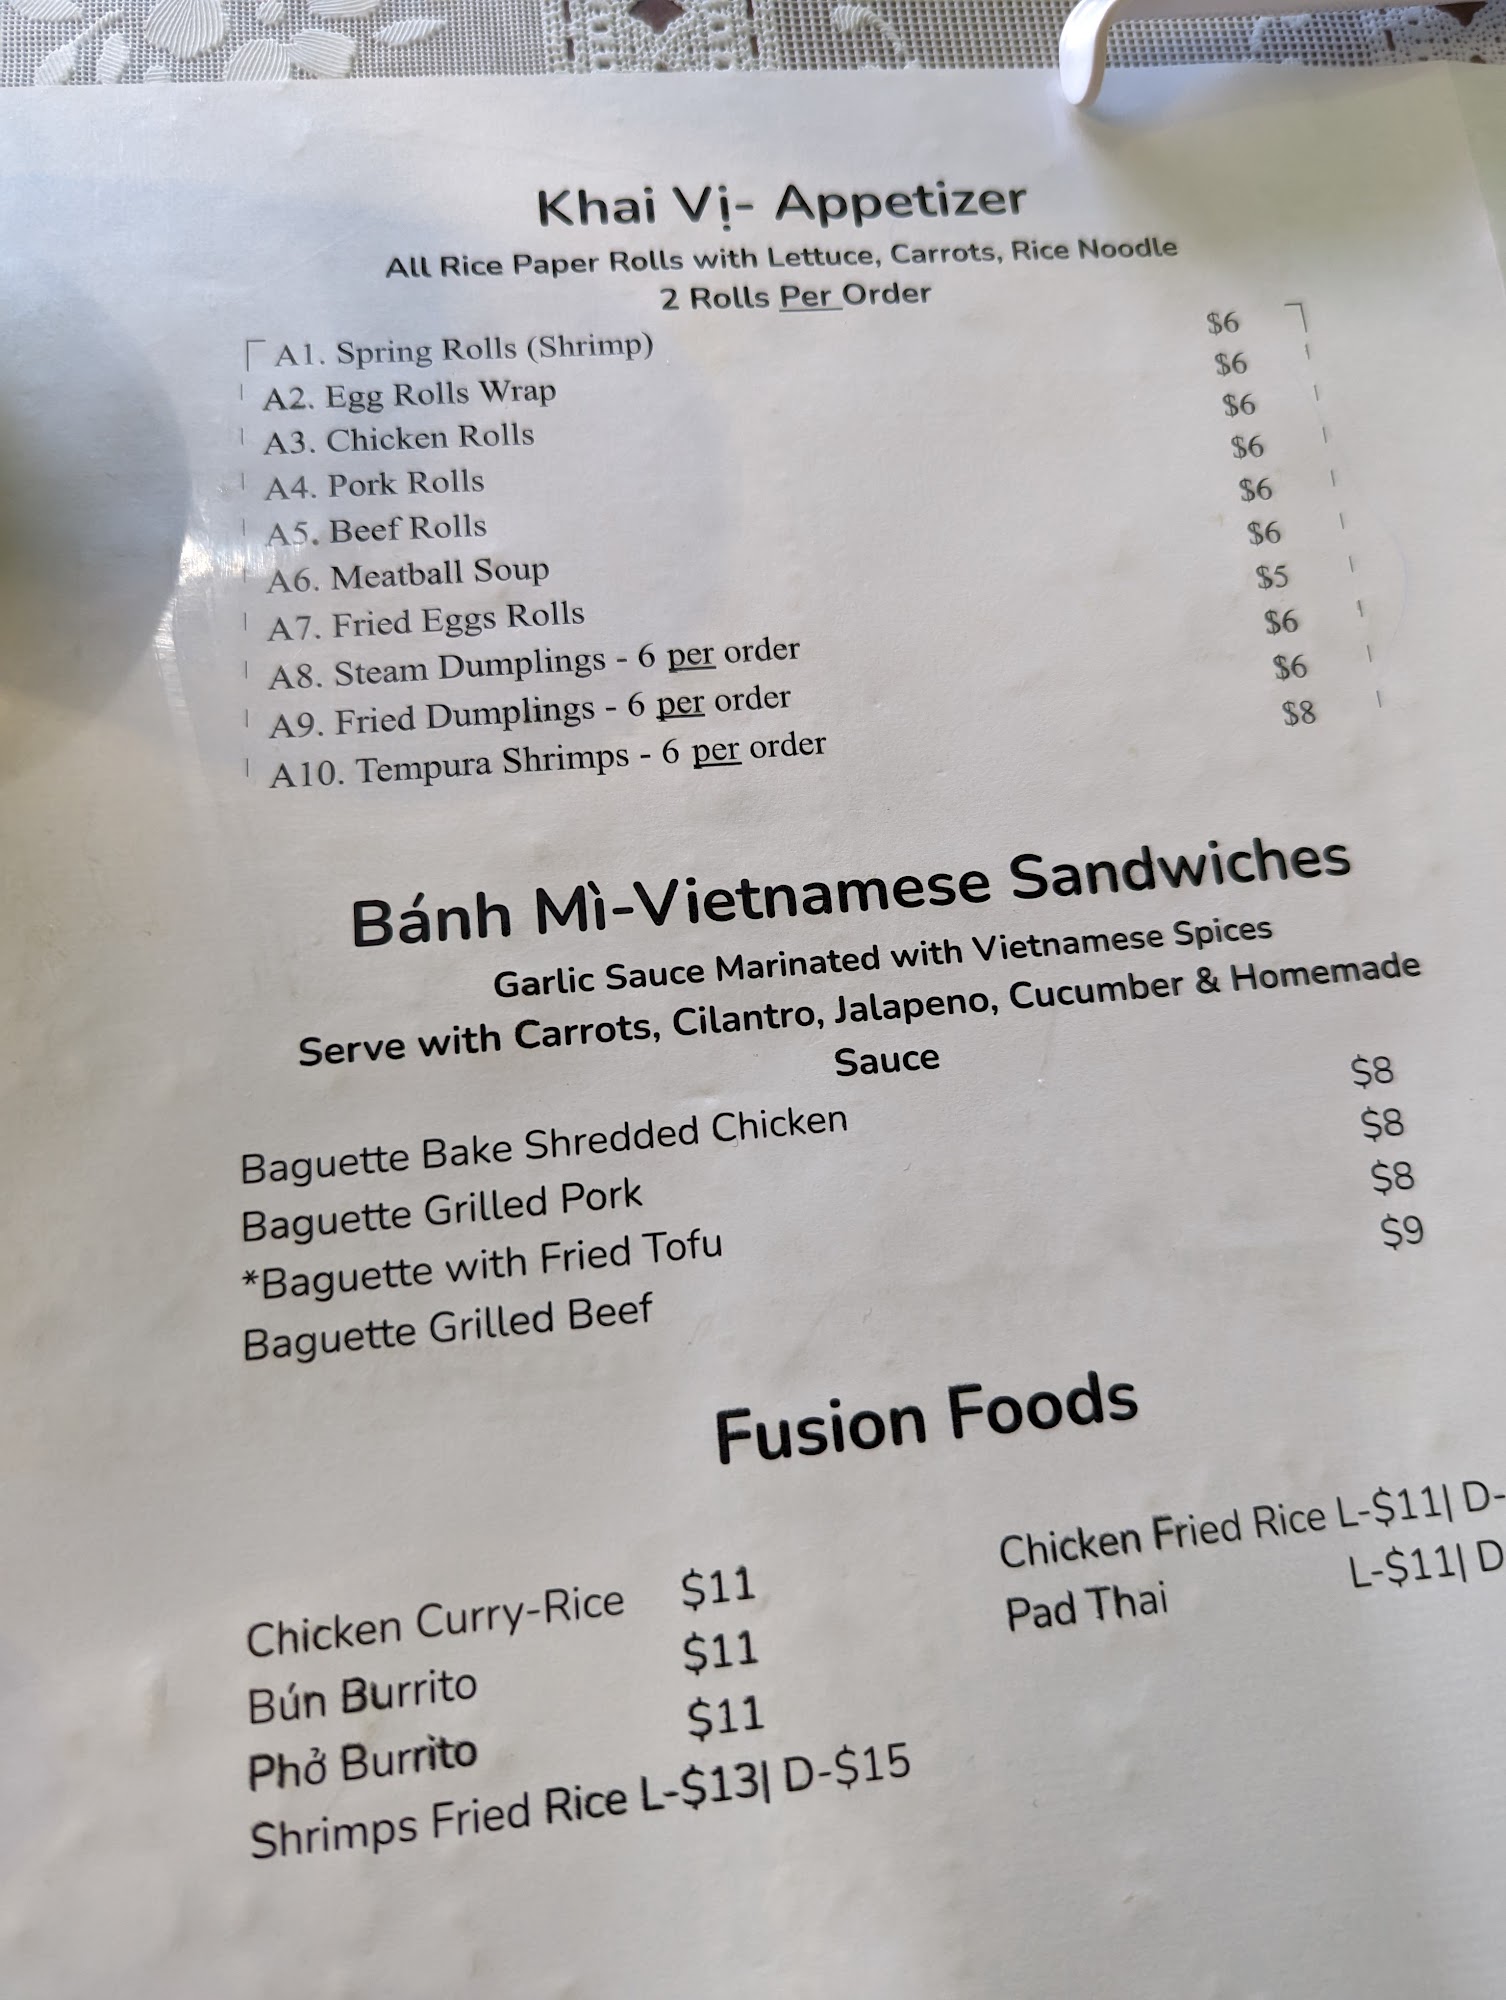 Khai Vị- Appetizer
All Rice Paper Rolls with Lettuce, Carrots, Rice Noodle
2 Rolls Per Order
A1. Spring Rolls (Shrimp) $6
A2. Egg Rolls Wrap $6
A3. Chicken Rolls $6
A4. Pork Rolls $6
A5. Beef Rolls $6
A6. Meatball Soup $6
A7. Fried Eggs Rolls $5
A8. Steam Dumplings - 6 per order $6
A9. Fried Dumplings - 6 per order $6
A10. Tempura Shrimps - 6 per order $8
Bánh Mì-Vietnamese Sandwiches
Garlic Sauce Marinated with Vietnamese Spices
Serve with Carrots, Cilantro, Jalapeno, Cucumber & Homemade
Sauce
Baguette Bake Shredded Chicken $8
Baguette Grilled Pork $8
*Baguette with Fried Tofu $8
Baguette Grilled Beef $9
Fusion Foods
Chicken Curry-Rice $11
Bún Burrito $11
Phở Burrito $11
Shrimps Fried Rice L-$13| D-$15
Chicken Fried Rice L-$11| D-
Pad Thai L-$11| D